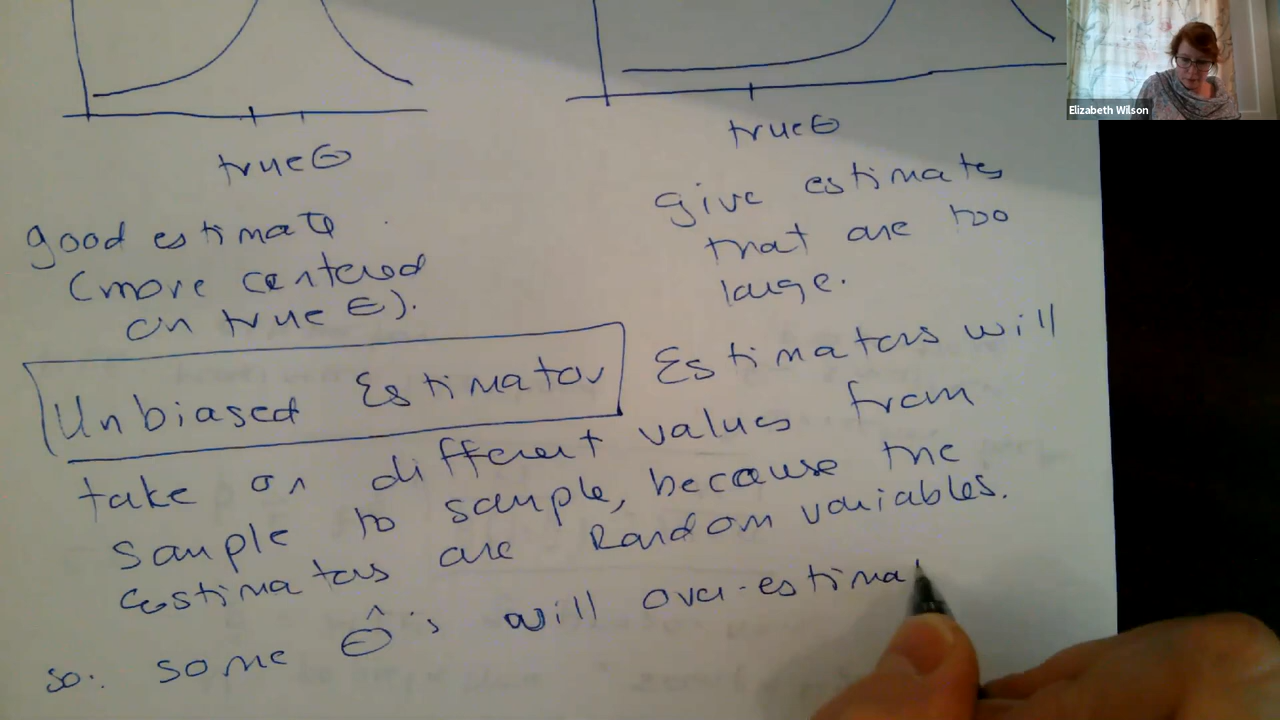 true Θ
true Θ
Elizabeth Wilson
good estimate
(more centered
on true Θ).
give estimates
that are too
large.
Unbiased Estimator Estimators will
take on different values from
sample to sample, because the
estimators are Random variables.
so: some Θ̂'s will over-estima